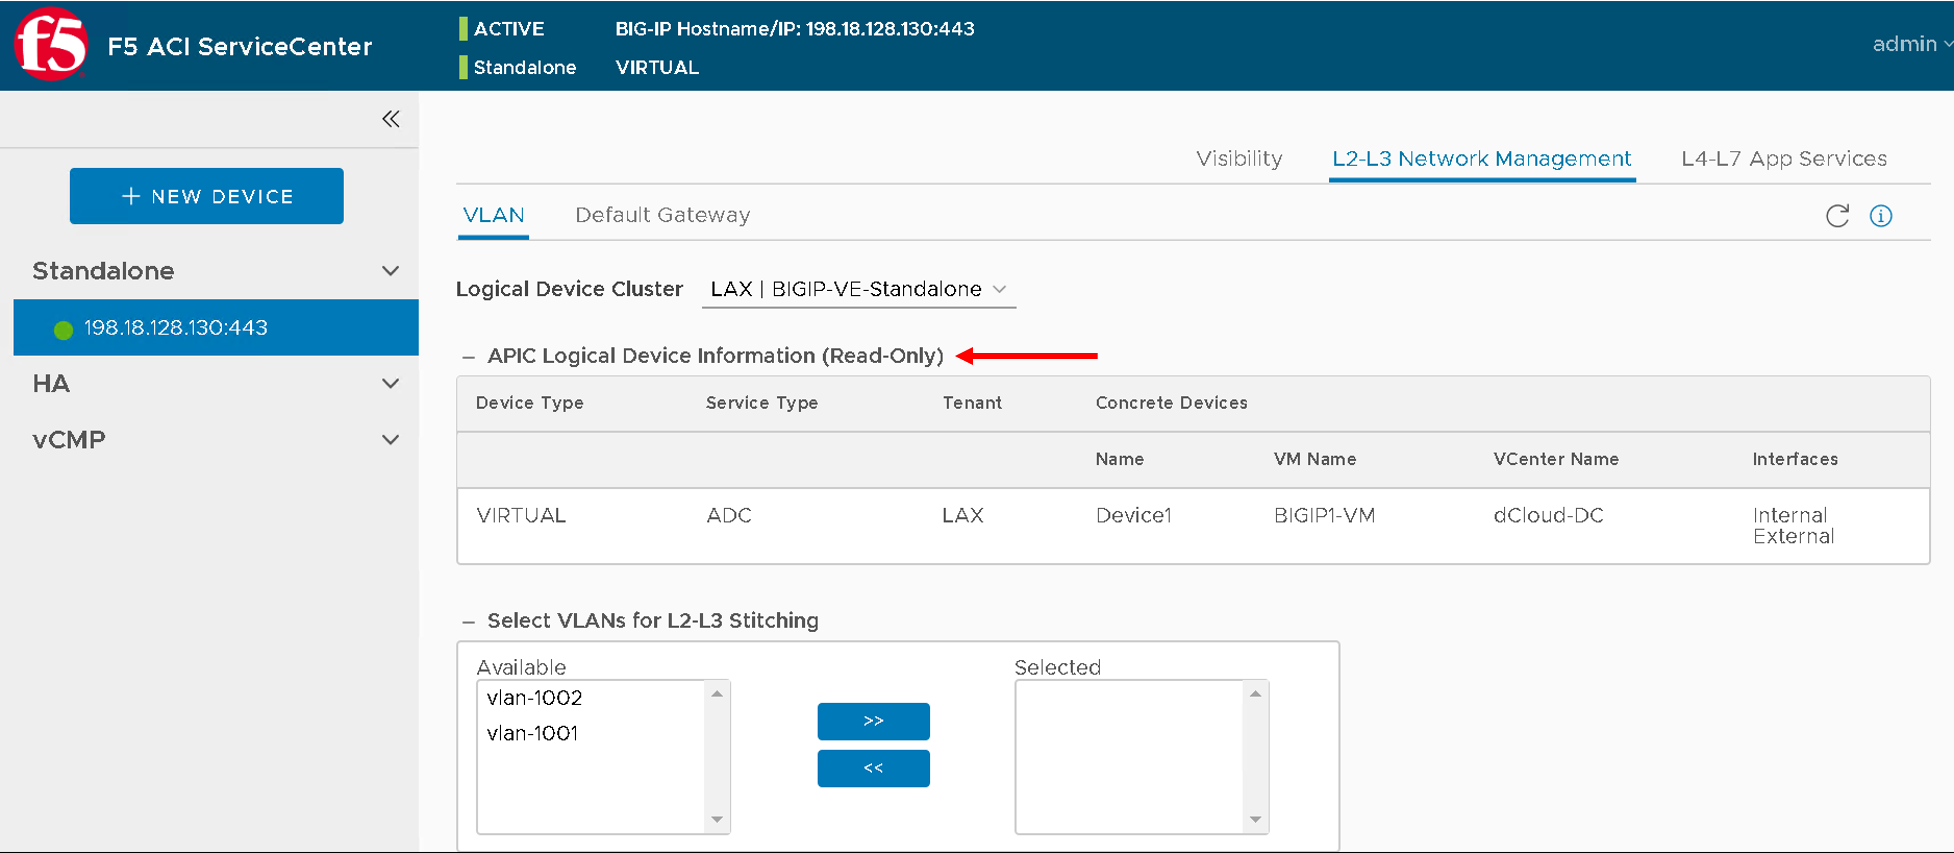 f5 F5 ACI ServiceCenter
ACTIVE BIG-IP Hostname/IP: 198.18.128.130:443
Standalone VIRTUAL
admin
+ NEW DEVICE
Standalone
198.18.128.130:443
HA
vCMP
Visibility L2-L3 Network Management L4-L7 App Services
VLAN Default Gateway
Logical Device Cluster LAX | BIGIP-VE-Standalone
– APIC Logical Device Information (Read-Only)
Device Type Service Type Tenant Concrete Devices
Name VM Name VCenter Name Interfaces
VIRTUAL ADC LAX Device1 BIGIP1-VM dCloud-DC Internal
External
– Select VLANs for L2-L3 Stitching
Available Selected
vlan-1002
vlan-1001
>>
<<